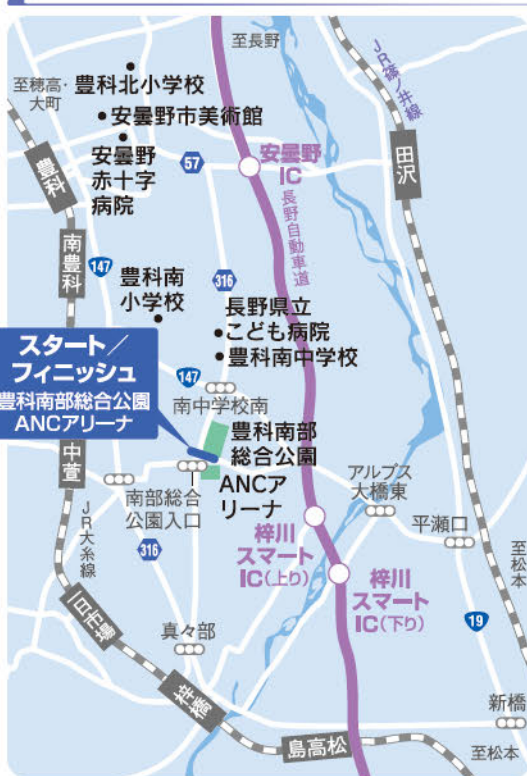 至長野
JR篠ノ井線
至穂高・
大町
豊科北小学校
安曇野市美術館
安曇野
赤十字
病院
57
安曇野
IC
長野自動車道
田沢
豊科
南豊科
147
316
豊科南
小学校
長野県立
こども病院
豊科南中学校
スタート／
フィニッシュ
豊科南部総合公園
ANCアリーナ
147
南中学校南
豊科南部
総合公園
ANCア
リーナ
中萱
南部総合
公園入口
アルプス
大橋東
平瀬口
JR大糸線
316
梓川
スマート
IC(上り)
梓川
スマート
IC(下り)
至松本
19
一日市場
真々部
梓橋
島高松
新橋
至松本